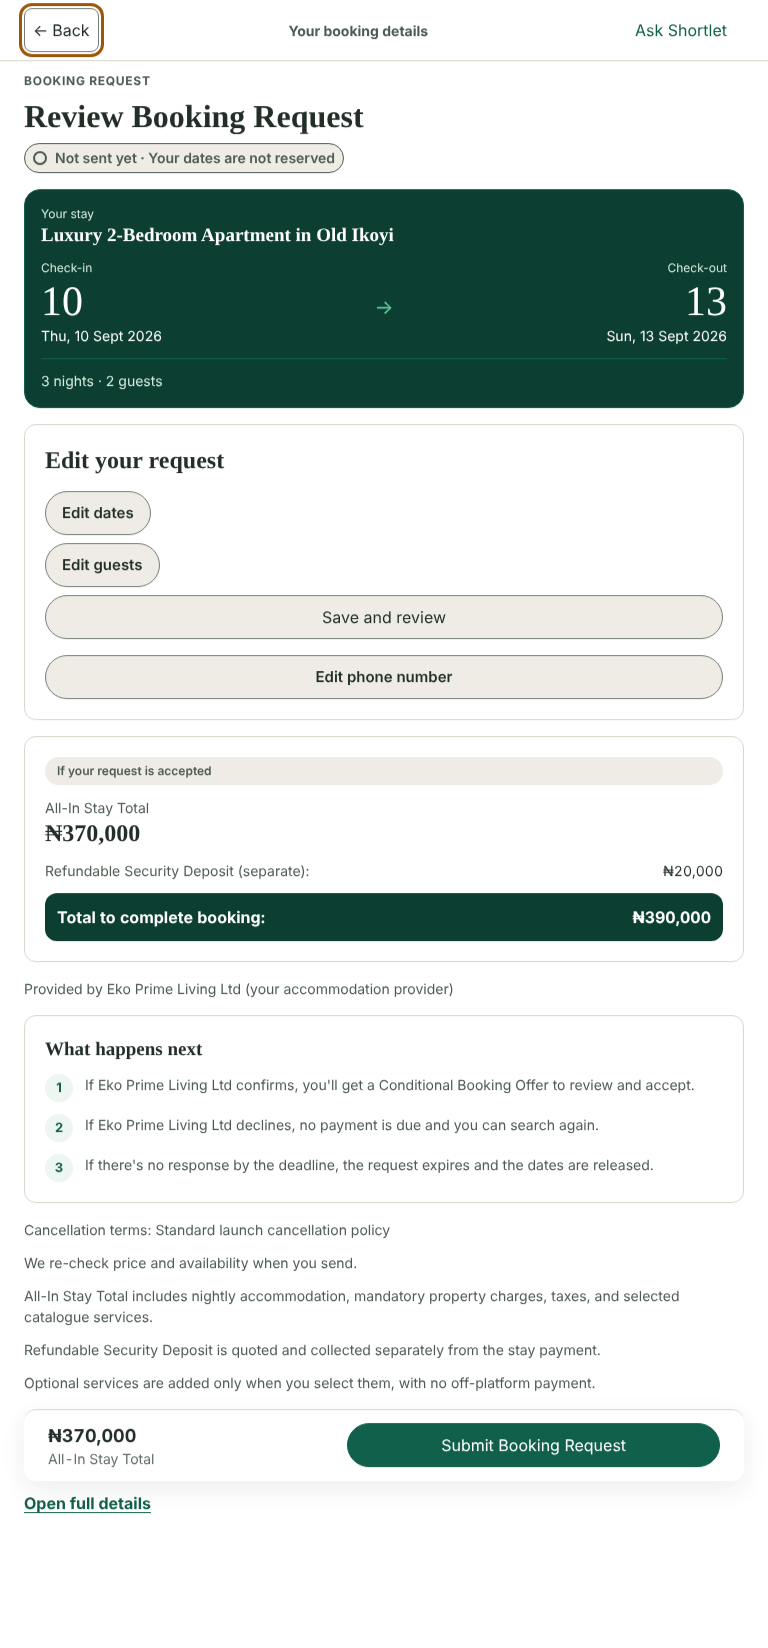 ← Back
Your booking details
Ask Shortlet
BOOKING REQUEST
Review Booking Request
Not sent yet · Your dates are not reserved
Your stay
Luxury 2-Bedroom Apartment in Old Ikoyi
Check-in
Check-out
10
→
13
Thu, 10 Sept 2026
Sun, 13 Sept 2026
3 nights · 2 guests
Edit your request
Edit dates
Edit guests
Save and review
Edit phone number
If your request is accepted
All-In Stay Total
₦370,000
Refundable Security Deposit (separate):
₦20,000
Total to complete booking:
₦390,000
Provided by Eko Prime Living Ltd (your accommodation provider)
What happens next
1 If Eko Prime Living Ltd confirms, you'll get a Conditional Booking Offer to review and accept.
2 If Eko Prime Living Ltd declines, no payment is due and you can search again.
3 If there's no response by the deadline, the request expires and the dates are released.
Cancellation terms: Standard launch cancellation policy
We re-check price and availability when you send.
All-In Stay Total includes nightly accommodation, mandatory property charges, taxes, and selected
catalogue services.
Refundable Security Deposit is quoted and collected separately from the stay payment.
Optional services are added only when you select them, with no off-platform payment.
₦370,000
All-In Stay Total
Submit Booking Request
Open full details